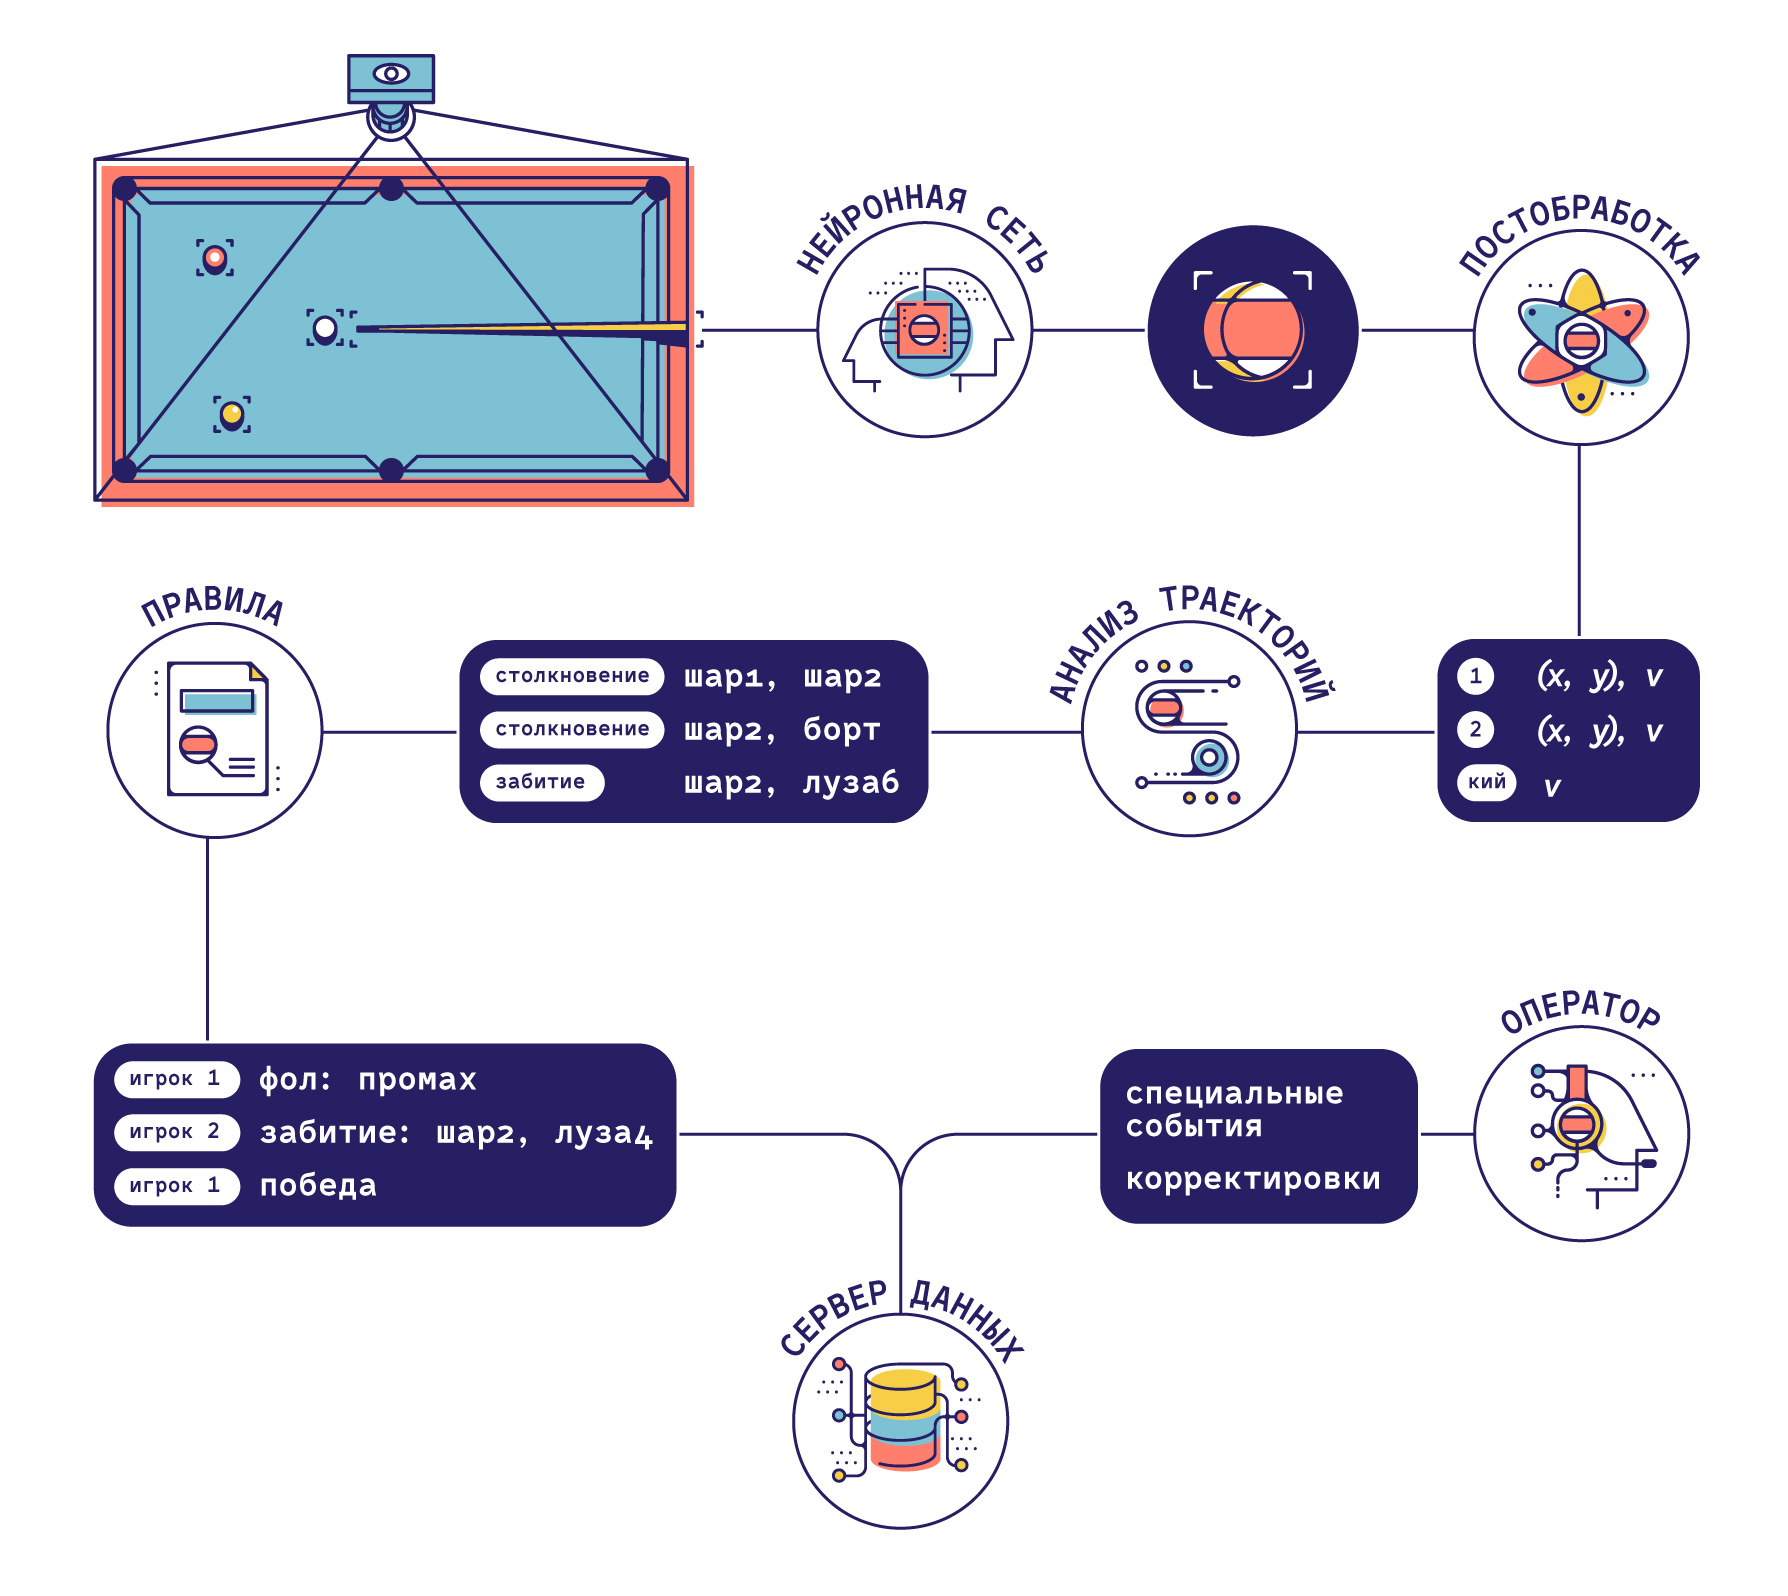 НЕЙРОННАЯ СЕТЬ
ПОСТОБРАБОТКА
1 (x, y), v
2 (x, y), v
кий v
АНАЛИЗ ТРАЕКТОРИЙ
столкновение шар1, шар2
столкновение шар2, борт
забитие шар2, луза6
ПРАВИЛА
игрок 1 фол: промах
игрок 2 забитие: шар2, луза4
игрок 1 победа
ОПЕРАТОР
специальные
события
корректировки
СЕРВЕР ДАННЫХ